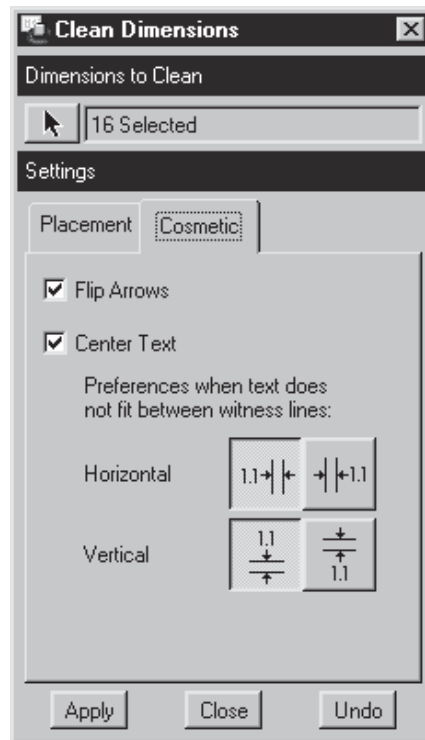 Clean Dimensions
Dimensions to Clean
16 Selected
Settings
Placement Cosmetic
Flip Arrows
Center Text
Preferences when text does
not fit between witness lines:
Horizontal 1.1 1.1
Vertical 1.1 1.1
Apply Close Undo